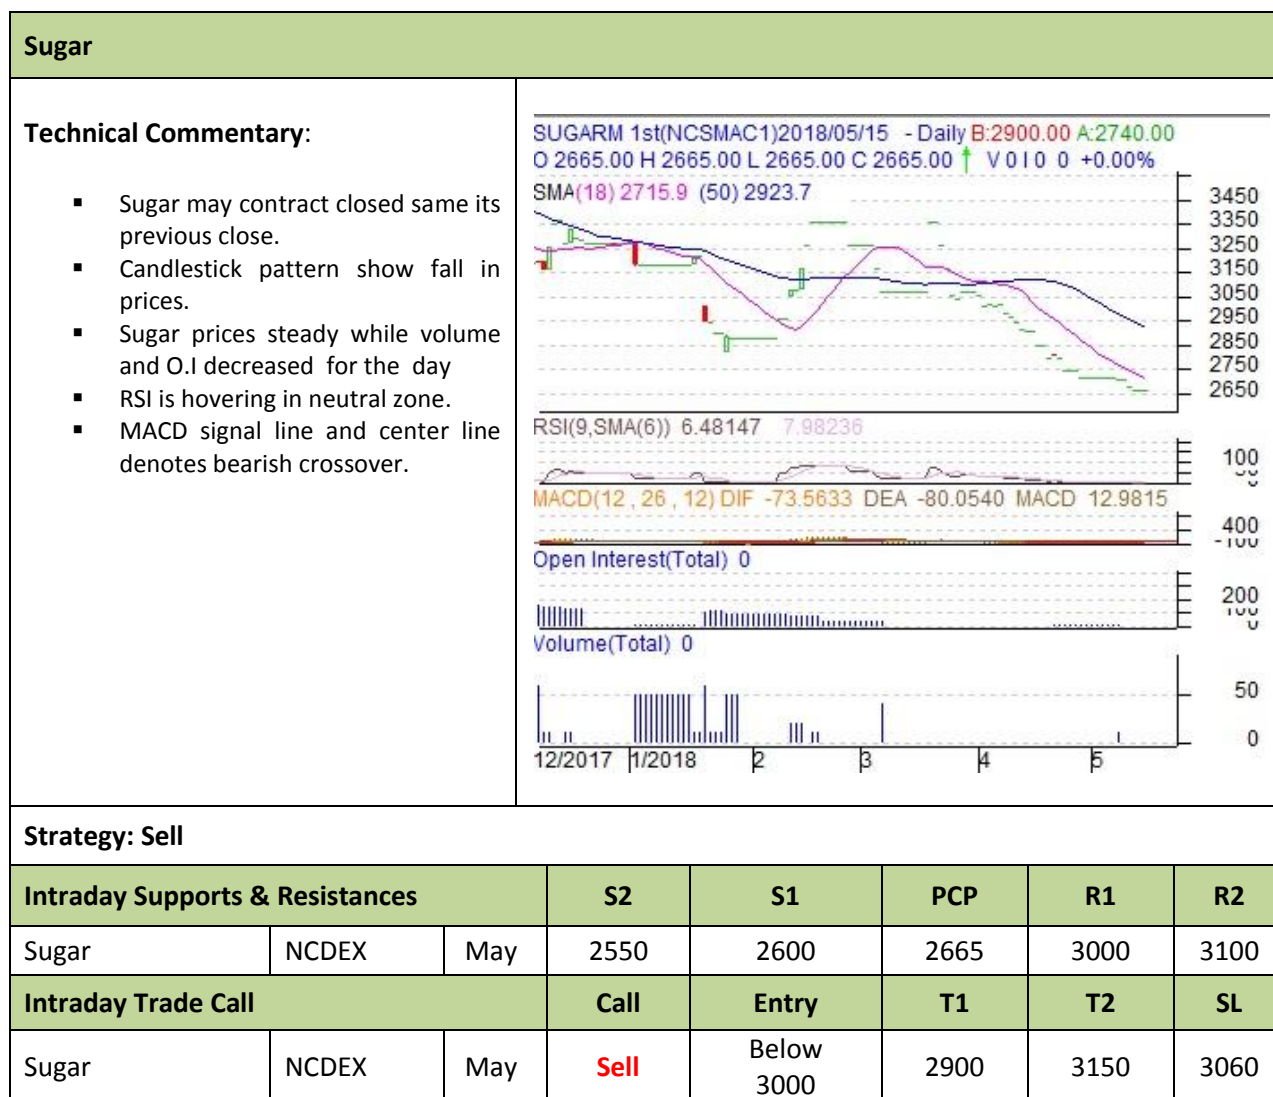 Sugar
Technical Commentary:
▪ Sugar may contract closed same its
previous close.
▪ Candlestick pattern show fall in
prices.
▪ Sugar prices steady while volume
and O.I decreased for the day
▪ RSI is hovering in neutral zone.
▪ MACD signal line and center line
denotes bearish crossover.
SUGARM 1st(NCSMAC1)2018/05/15 - Daily B:2900.00 A:2740.00
O 2665.00 H 2665.00 L 2665.00 C 2665.00 V 0 I 0 0 +0.00%
SMA(18) 2715.9 (50) 2923.7
3450
3350
3250
3150
3050
2950
2850
2750
2650
RSI(9,SMA(6)) 6.48147 7.98236
100
MACD(12 , 26 , 12) DIF -73.5633 DEA -80.0540 MACD 12.9815
400
-100
Open Interest(Total) 0
200
100
0
Volume(Total) 0
50
0
12/2017 1/2018 2 3 4 5
Strategy: Sell
Intraday Supports & Resistances S2 S1 PCP R1 R2
Sugar NCDEX May 2550 2600 2665 3000 3100
Intraday Trade Call Call Entry T1 T2 SL
Sugar NCDEX May Sell Below 3000 2900 3150 3060